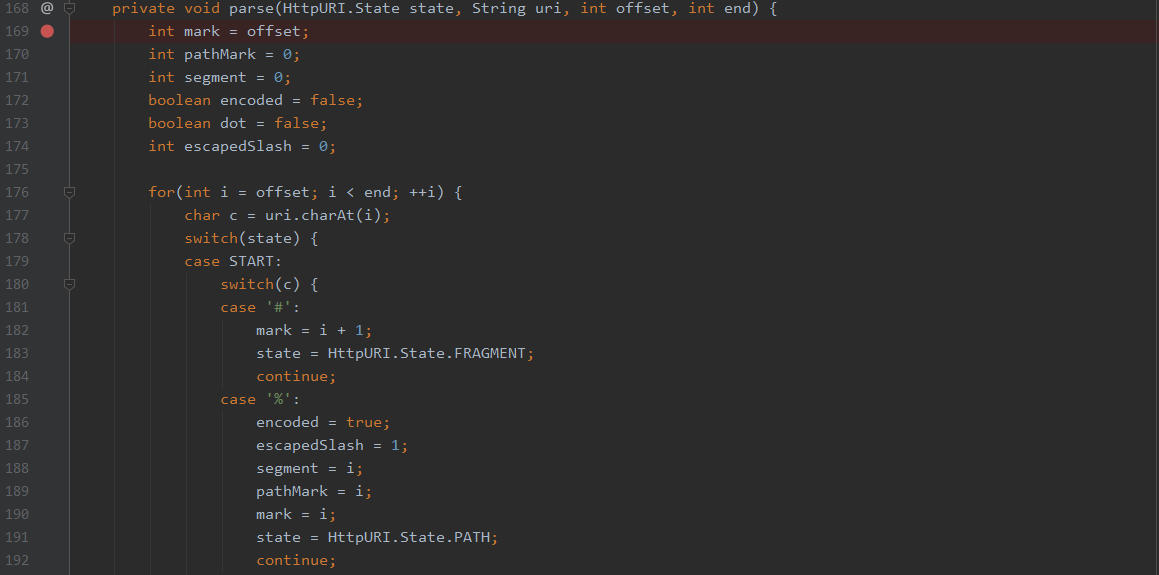 168 @ private void parse(HttpURI.State state, String uri, int offset, int end) {
169 int mark = offset;
170 int pathMark = 0;
171 int segment = 0;
172 boolean encoded = false;
173 boolean dot = false;
174 int escapedSlash = 0;
175
176 for(int i = offset; i < end; ++i) {
177 char c = uri.charAt(i);
178 switch(state) {
179 case START:
180 switch(c) {
181 case '#':
182 mark = i + 1;
183 state = HttpURI.State.FRAGMENT;
184 continue;
185 case '%':
186 encoded = true;
187 escapedSlash = 1;
188 segment = i;
189 pathMark = i;
190 mark = i;
191 state = HttpURI.State.PATH;
192 continue;